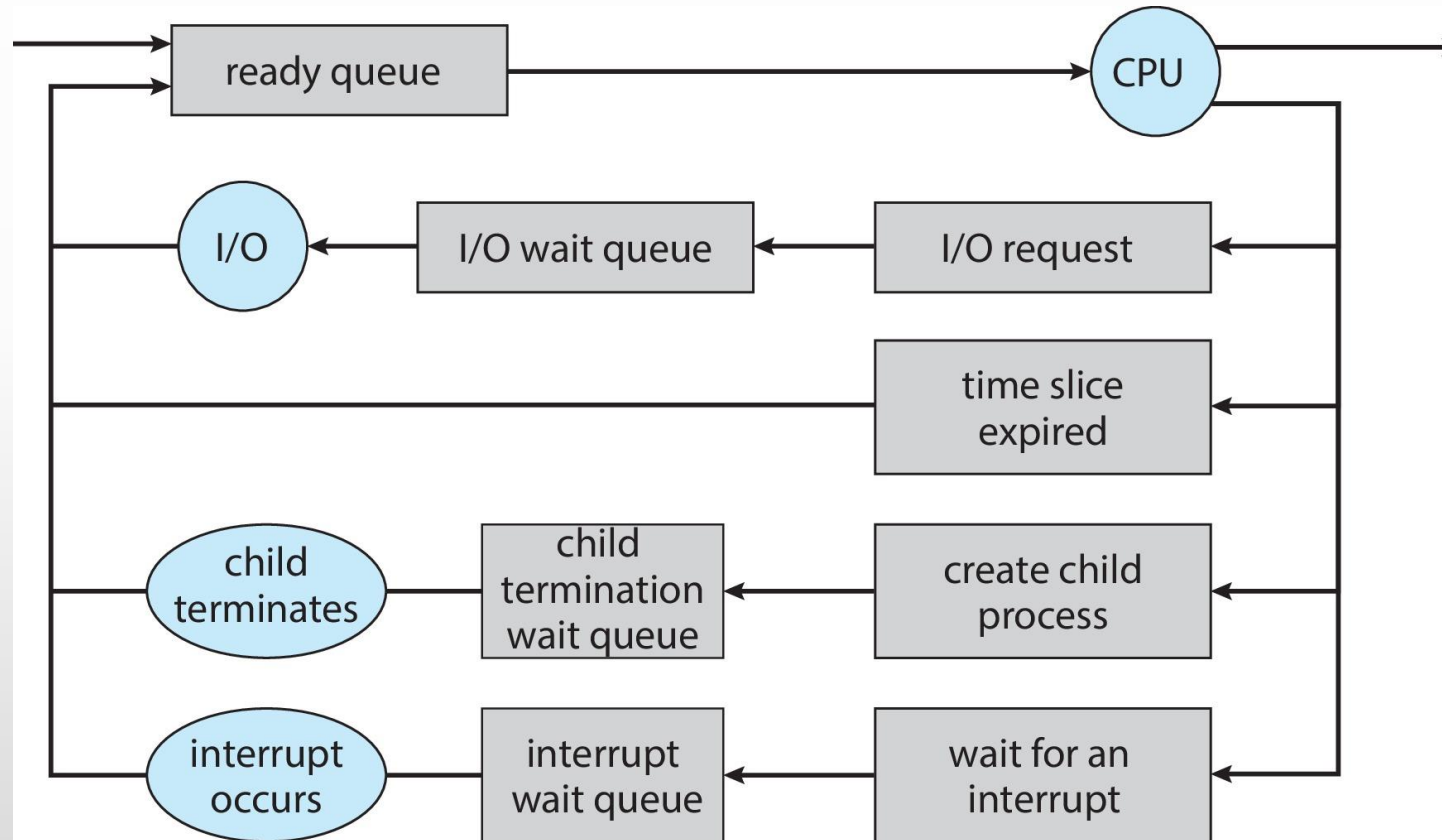 ready queue
CPU
I/O
I/O wait queue
I/O request
time slice
expired
child
terminates
child
termination
wait queue
create child
process
interrupt
occurs
interrupt
wait queue
wait for an
interrupt